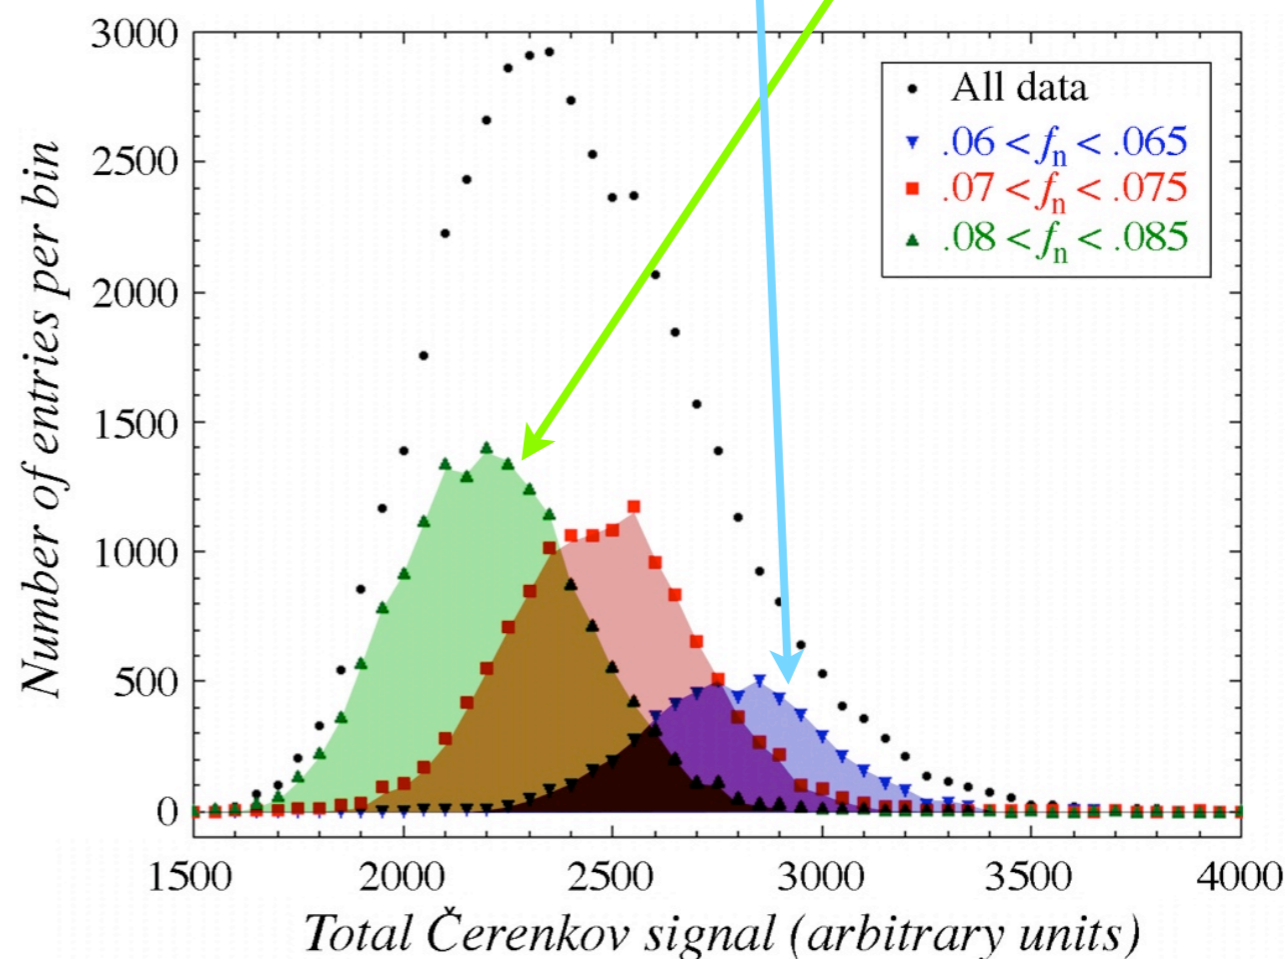 Number of entries per bin
3000
2500
2000
1500
1000
500
0
All data
.06 < fn < .065
.07 < fn < .075
.08 < fn < .085
1500 2000 2500 3000 3500 4000
Total Čerenkov signal (arbitrary units)